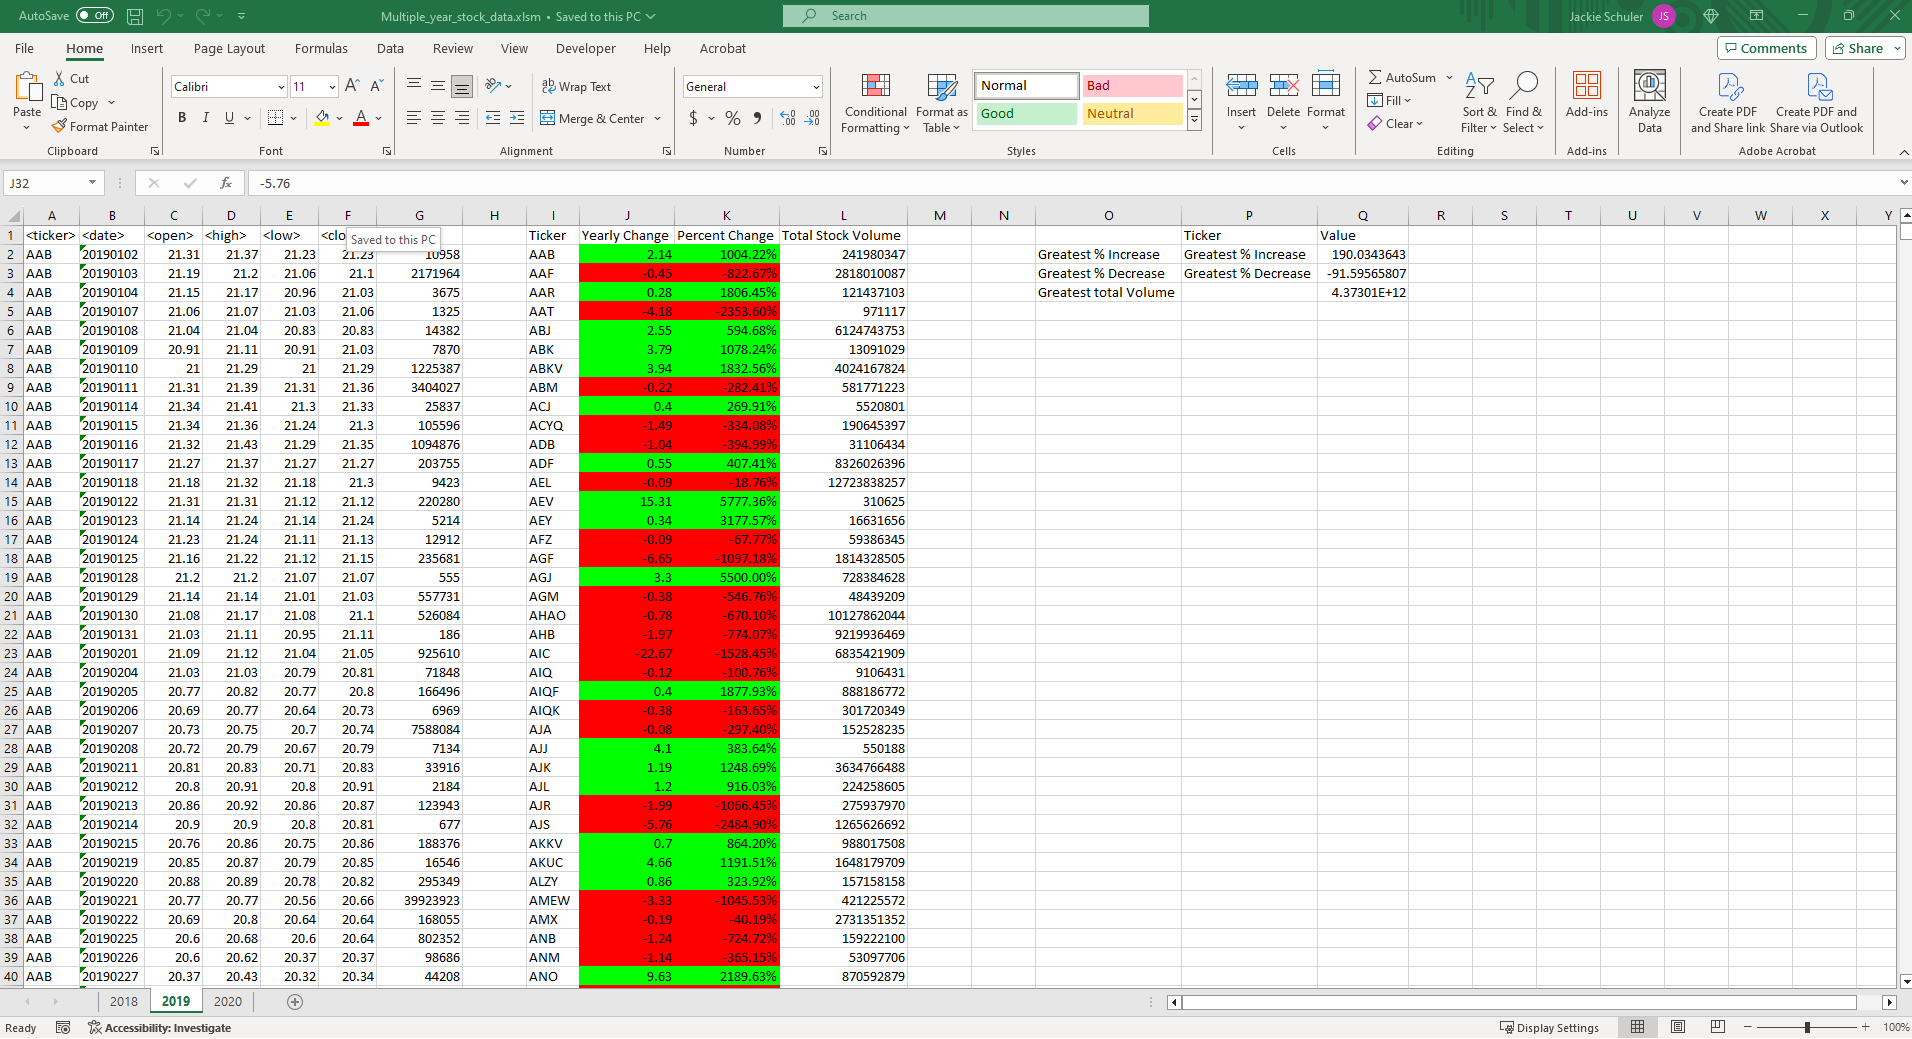 AutoSave Off Multiple_year_stock_data.xlsm • Saved to this PC Search Jackie Schuler JS
File Home Insert Page Layout Formulas Data Review View Developer Help Acrobat Comments Share
Paste Cut Copy Format Painter Clipboard
Calibri 11 A A B I U A Font
ab Wrap Text Merge & Center Alignment
General $ % 9 Number
Conditional Formatting Format as Table Normal Bad Good Neutral Styles
Insert Delete Format Cells
AutoSum Fill Clear Sort & Filter Find & Select Editing
Add-ins Add-ins
Analyze Data
Create PDF and Share link Create PDF and Share via Outlook Adobe Acrobat
J32 fx -5.76
A B C D E F G H I J K L M N O P Q R S T U V W X Y
1 <ticker> <date> <open> <high> <low> <clo Saved to this PC Ticker Yearly Change Percent Change Total Stock Volume Ticker Value
2 AAB 20190102 21.31 21.37 21.23 21.23 10958 AAB 2.14 1004.22% 241980347 Greatest % Increase Greatest % Increase 190.0343643
3 AAB 20190103 21.19 21.2 21.06 21.1 2171964 AAF -0.45 -822.67% 2818010087 Greatest % Decrease Greatest % Decrease -91.59565807
4 AAB 20190104 21.15 21.17 20.96 21.03 3675 AAR 0.28 1806.45% 121437103 Greatest total Volume 4.37301E+12
5 AAB 20190107 21.06 21.07 21.03 21.06 1325 AAT -4.18 -2353.60% 971117
6 AAB 20190108 21.04 21.04 20.83 20.83 14382 ABJ 2.55 594.68% 6124743753
7 AAB 20190109 20.91 21.11 20.91 21.03 7870 ABK 3.79 1078.24% 13091029
8 AAB 20190110 21 21.29 21 21.29 1225387 ABKV 3.94 1832.56% 4024167824
9 AAB 20190111 21.31 21.39 21.31 21.36 3404027 ABM -0.22 -282.41% 581771223
10 AAB 20190114 21.34 21.41 21.3 21.33 25837 ACJ 0.4 269.91% 5520801
11 AAB 20190115 21.34 21.36 21.24 21.3 105596 ACYQ -1.49 -334.08% 190645397
12 AAB 20190116 21.32 21.43 21.29 21.35 1094876 ADB -1.04 -394.99% 31106434
13 AAB 20190117 21.27 21.37 21.27 21.27 203755 ADF 0.55 407.41% 8326026396
14 AAB 20190118 21.18 21.32 21.18 21.3 9423 AEL -0.09 -18.76% 12723838257
15 AAB 20190122 21.31 21.31 21.12 21.12 220280 AEV 15.31 5777.36% 310625
16 AAB 20190123 21.14 21.24 21.14 21.24 5214 AEY 0.34 3177.57% 16631656
17 AAB 20190124 21.23 21.24 21.11 21.13 12912 AFZ -0.09 -67.77% 59386345
18 AAB 20190125 21.16 21.22 21.12 21.15 235681 AGF -6.65 -1097.18% 1814328505
19 AAB 20190128 21.2 21.2 21.07 21.07 555 AGJ 3.3 5500.00% 728384628
20 AAB 20190129 21.14 21.14 21.01 21.03 557731 AGM -0.38 -546.76% 48439209
21 AAB 20190130 21.08 21.17 21.08 21.1 526084 AHAO -0.78 -670.10% 10127862044
22 AAB 20190131 21.03 21.11 20.95 21.11 186 AHB -1.97 -774.07% 9219936469
23 AAB 20190201 21.09 21.12 21.04 21.05 925610 AIC -22.67 -1528.45% 6835421909
24 AAB 20190204 21.03 21.03 20.79 20.81 71848 AIQ -0.12 -100.76% 9106431
25 AAB 20190205 20.77 20.82 20.77 20.8 166496 AIQF 0.4 1877.93% 888186772
26 AAB 20190206 20.69 20.77 20.64 20.73 6969 AIQK -0.38 -163.65% 301720349
27 AAB 20190207 20.73 20.75 20.7 20.74 7588084 AJA -0.08 -297.40% 152528235
28 AAB 20190208 20.72 20.79 20.67 20.79 7134 AJJ 4.1 383.64% 550188
29 AAB 20190211 20.81 20.83 20.71 20.83 33916 AJK 1.19 1248.69% 3634766488
30 AAB 20190212 20.8 20.91 20.8 20.91 2184 AJL 1.2 916.03% 224258605
31 AAB 20190213 20.86 20.92 20.86 20.87 123943 AJR -1.99 -1066.45% 275937970
32 AAB 20190214 20.9 20.9 20.8 20.81 677 AJS -5.76 -2484.90% 1265626692
33 AAB 20190215 20.76 20.86 20.75 20.86 188376 AKKV 0.7 864.20% 988017508
34 AAB 20190219 20.85 20.87 20.79 20.85 16546 AKUC 4.66 1191.51% 1648179709
35 AAB 20190220 20.88 20.89 20.78 20.82 295349 ALZY 0.86 323.92% 157158158
36 AAB 20190221 20.77 20.77 20.56 20.66 39923923 AMEW -3.33 -1045.53% 421225572
37 AAB 20190222 20.69 20.8 20.64 20.64 168055 AMX -0.19 -40.19% 2731351352
38 AAB 20190225 20.6 20.68 20.6 20.64 802352 ANB -1.24 -724.72% 159222100
39 AAB 20190226 20.6 20.62 20.37 20.37 98686 ANM -1.14 -365.15% 53097706
40 AAB 20190227 20.37 20.43 20.32 20.34 44208 ANO 9.63 2189.63% 870592879
2018 2019 2020
Ready Accessibility: Investigate Display Settings 100%